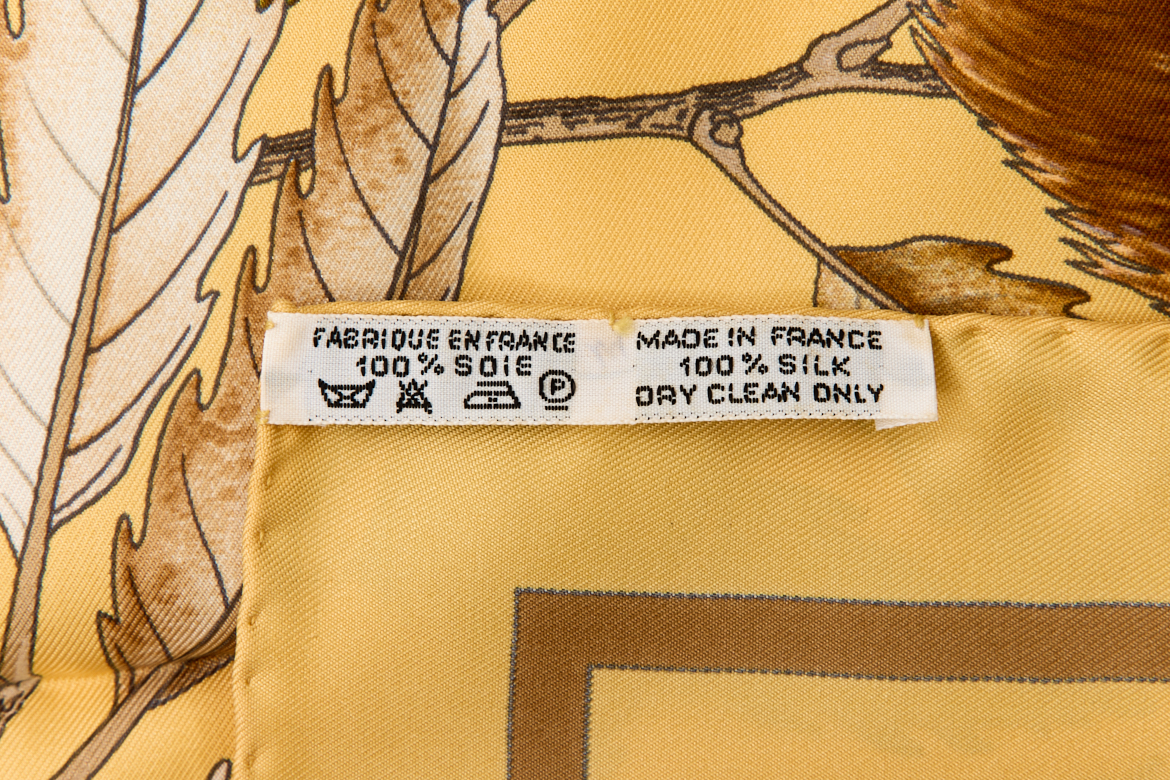 FABRIQUE EN FRANCE
100% SOIE
P
MADE IN FRANCE
100% SILK
DRY CLEAN ONLY